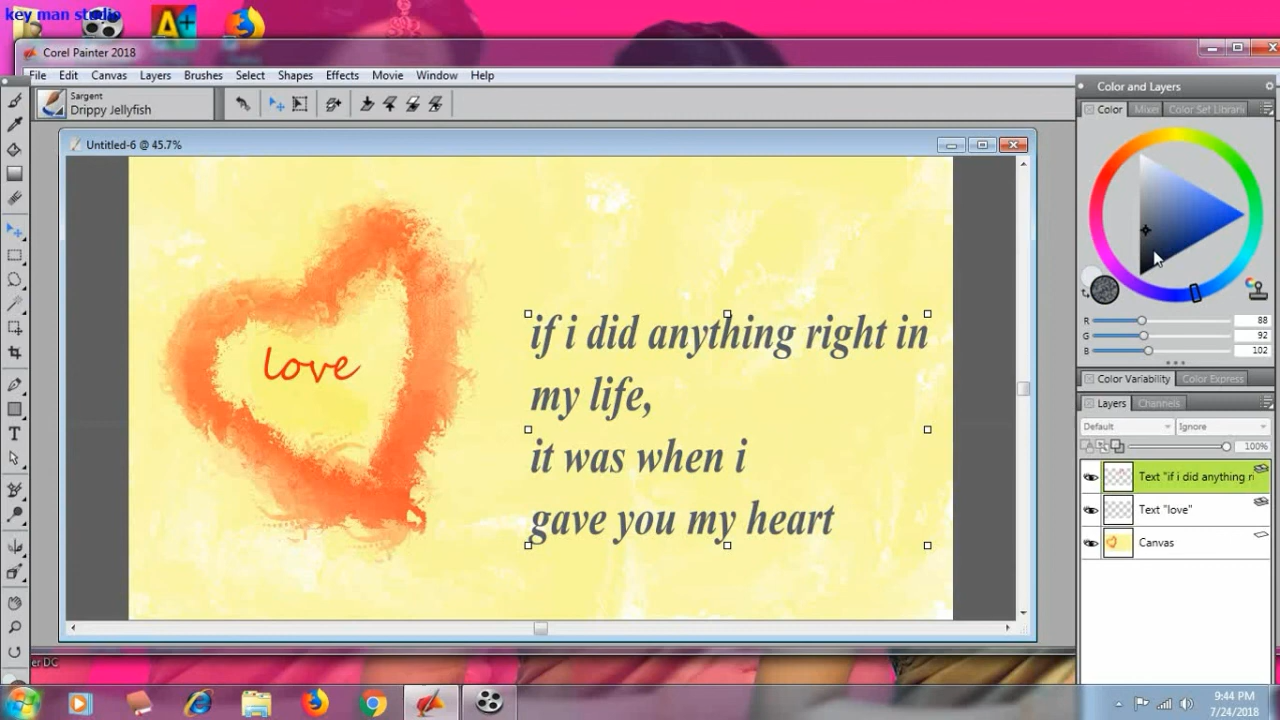 key man studio
Corel Painter 2018
File Edit Canvas Layers Brushes Select Shapes Effects Movie Window Help
Color and Layers
Sargent
Drippy Jellyfish
Color Mixer Color Set Librari
Untitled-6 @ 45.7%
love
if i did anything right in
my life,
it was when i
gave you my heart
R 88
G 92
B 102
Color Variability Color Express
Layers Channels
Default Ignore
100%
Text "if i did anything r
Text "love"
Canvas
er DC
9:44 PM
7/24/2018